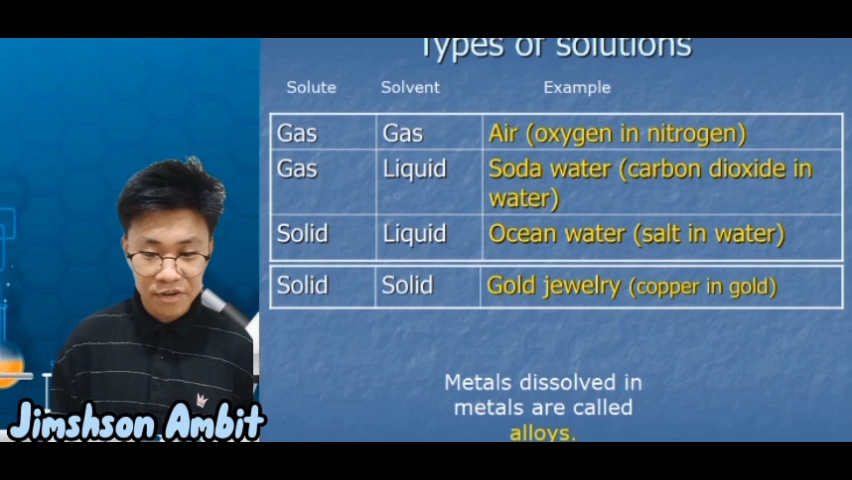 Types of solutions
Solute Solvent Example
Gas Gas Air (oxygen in nitrogen)
Gas Liquid Soda water (carbon dioxide in
water)
Solid Liquid Ocean water (salt in water)
Solid Solid Gold jewelry (copper in gold)
Metals dissolved in
metals are called
alloys.
Jimshson Ambit